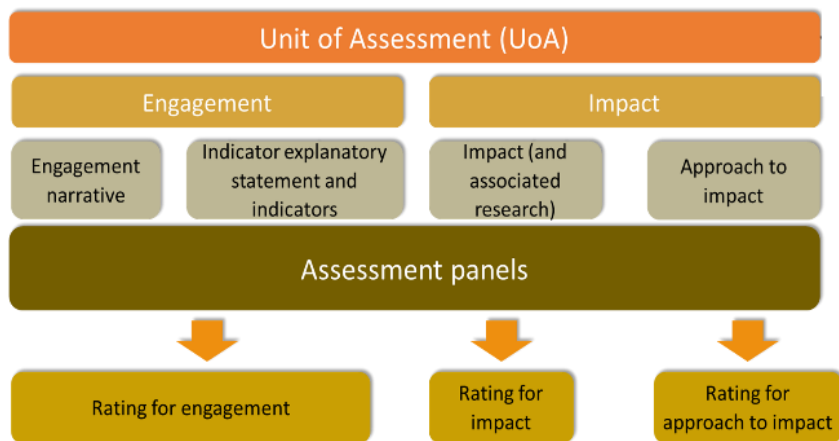 Unit of Assessment (UoA)
Engagement
Impact
Engagement
narrative
Indicator explanatory
statement and
indicators
Impact (and
associated
research)
Approach to
impact
Assessment panels
Rating for engagement
Rating for
impact
Rating for
approach to impact